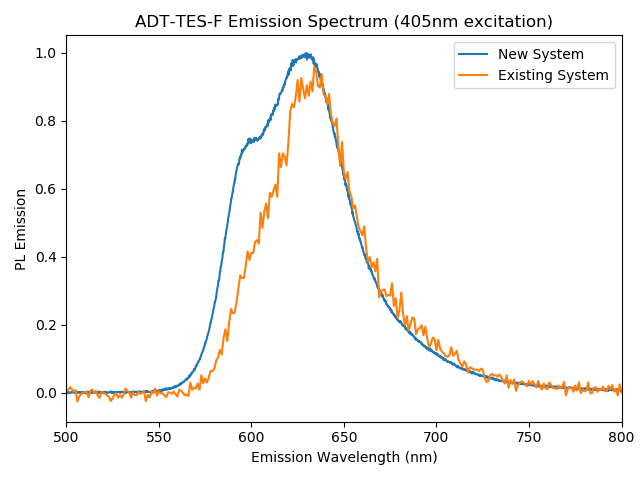 ADT-TES-F Emission Spectrum (405nm excitation)
New System
Existing System
PL Emission
1.0
0.8
0.6
0.4
0.2
0.0
500 550 600 650 700 750 800
Emission Wavelength (nm)